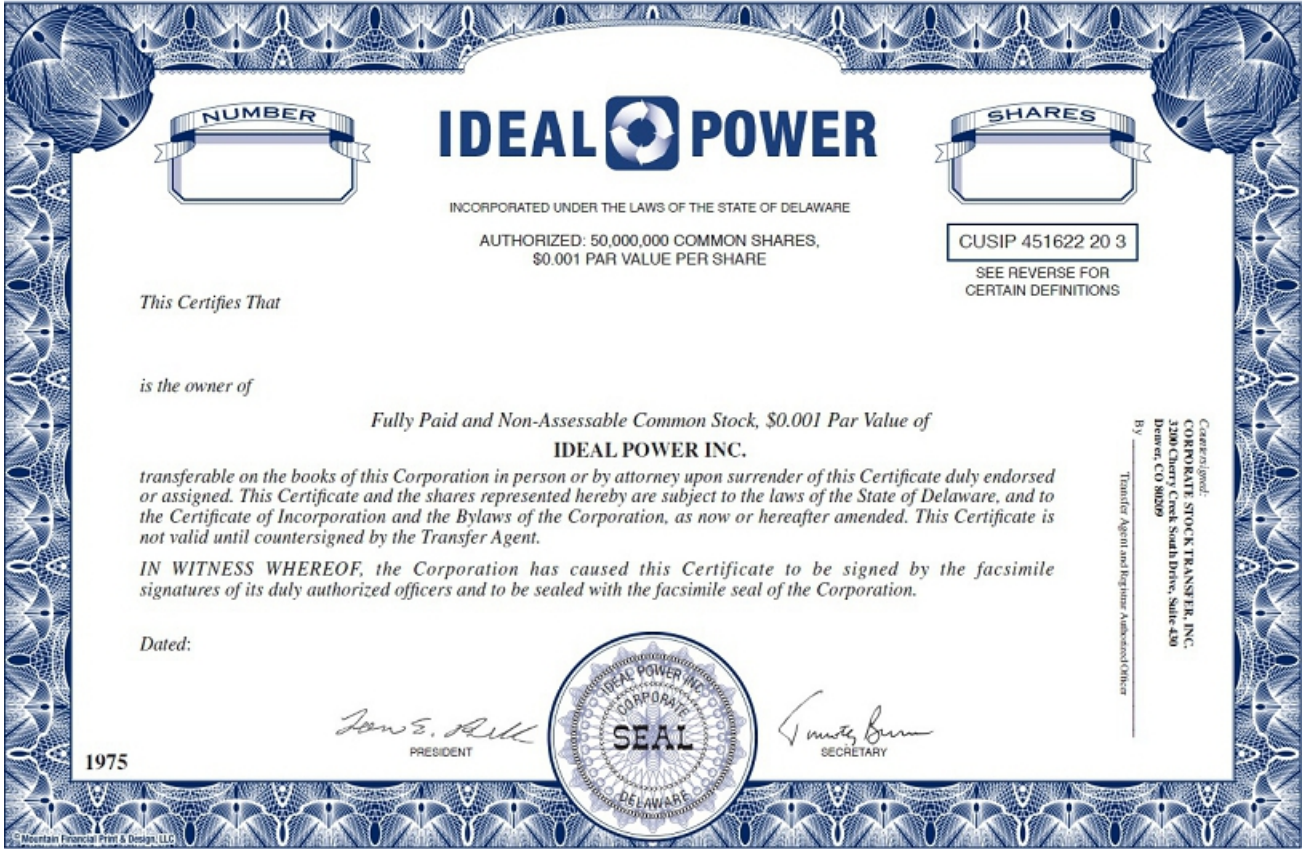 NUMBER
IDEAL POWER
SHARES
INCORPORATED UNDER THE LAWS OF THE STATE OF DELAWARE
AUTHORIZED: 50,000,000 COMMON SHARES,
$0.001 PAR VALUE PER SHARE
CUSIP 451622 20 3
SEE REVERSE FOR
CERTAIN DEFINITIONS
This Certifies That
is the owner of
Fully Paid and Non-Assessable Common Stock, $0.001 Par Value of
IDEAL POWER INC.
transferable on the books of this Corporation in person or by attorney upon surrender of this Certificate duly endorsed
or assigned. This Certificate and the shares represented hereby are subject to the laws of the State of Delaware, and to
the Certificate of Incorporation and the Bylaws of the Corporation, as now or hereafter amended. This Certificate is
not valid until countersigned by the Transfer Agent.
IN WITNESS WHEREOF, the Corporation has caused this Certificate to be signed by the facsimile
signatures of its duly authorized officers and to be sealed with the facsimile seal of the Corporation.
Dated:
Countersigned:
CORPORATE STOCK TRANSFER, INC.
3200 Cherry Creek South Drive, Suite 430
Denver, CO 80209
By
Transfer Agent and Registrar Authorized Officer
IDEAL POWER INC.
CORPORATE
SEAL
DELAWARE
PRESIDENT
Timothy Burns
SECRETARY
1975
© Mountain Financial Print & Design, LLC